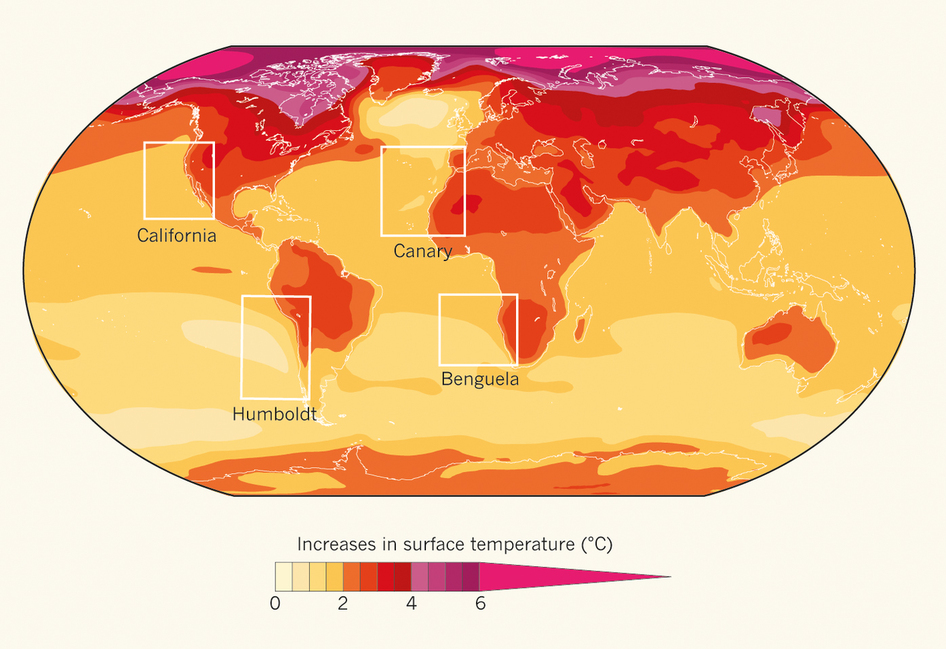 California
Canary
Benguela
Humboldt
Increases in surface temperature (°C)
0 2 4 6